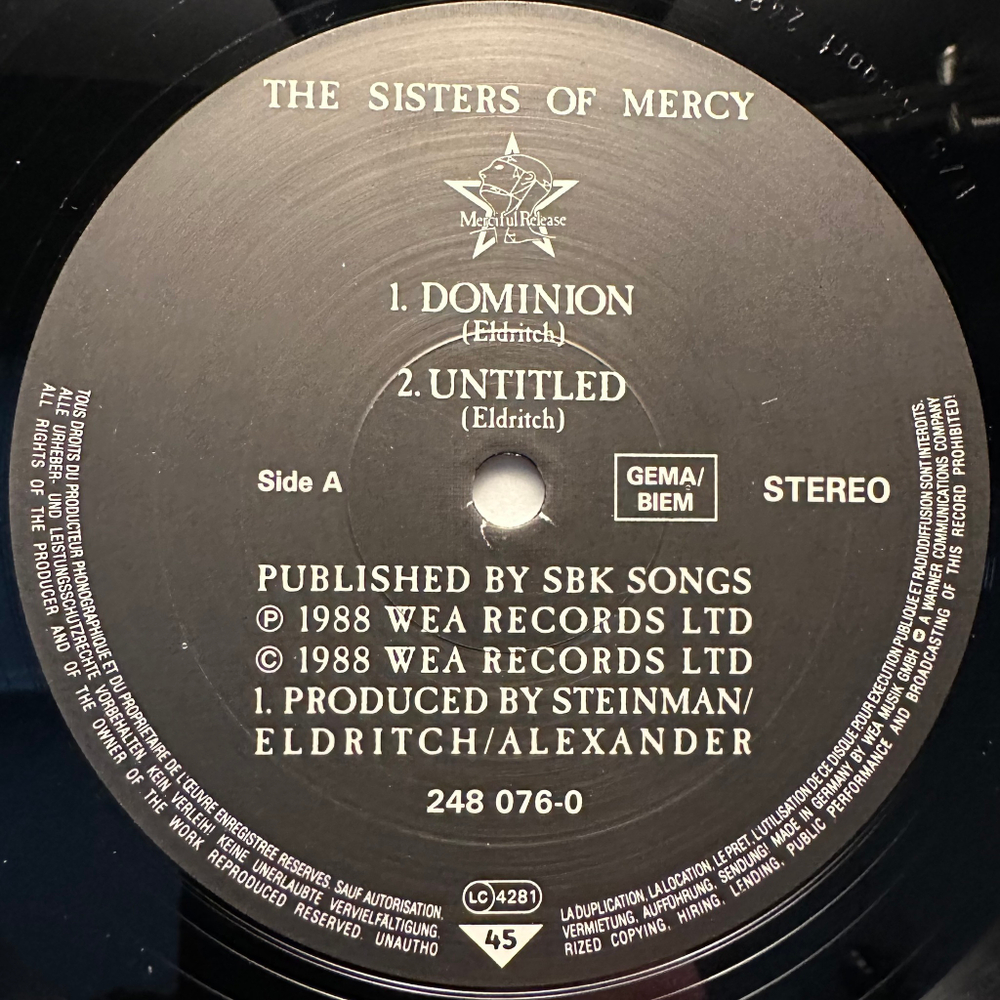 THE SISTERS OF MERCY
Merciful Release
1. DOMINION
(Eldritch)
2. UNTITLED
(Eldritch)
Side A
GEMA/
BIEM
STEREO
PUBLISHED BY SBK SONGS
℗ 1988 WEA RECORDS LTD
© 1988 WEA RECORDS LTD
1. PRODUCED BY STEINMAN/
ELDRITCH/ALEXANDER
248 076-0
LC 4281
45
TOUS DROITS DU PRODUCTEUR PHONOGRAPHIQUE ET DU PROPRIETAIRE DE L'ŒUVRE ENREGISTREE RESERVES. SAUF AUTORISATION,
LA DUPLICATION, LA LOCATION, LE PRET, L'UTILISATION DE CE DISQUE POUR EXECUTION PUBLIQUE ET RADIODIFFUSION SONT INTERDITS.
ALLE URHEBER- UND LEISTUNGSSCHUTZRECHTE VORBEHALTEN, KEIN VERLEIH! KEINE UNERLAUBTE VERVIELFÄLTIGUNG,
VERMIETUNG, AUFFÜHRUNG, SENDUNG! MADE IN GERMANY BY WEA MUSIK GMBH A WARNER COMMUNICATIONS COMPANY
ALL RIGHTS OF THE PRODUCER AND OF THE OWNER OF THE WORK REPRODUCED RESERVED. UNAUTHO
RIZED COPYING, HIRING, LENDING, PUBLIC PERFORMANCE AND BROADCASTING OF THIS RECORD PROHIBITED!